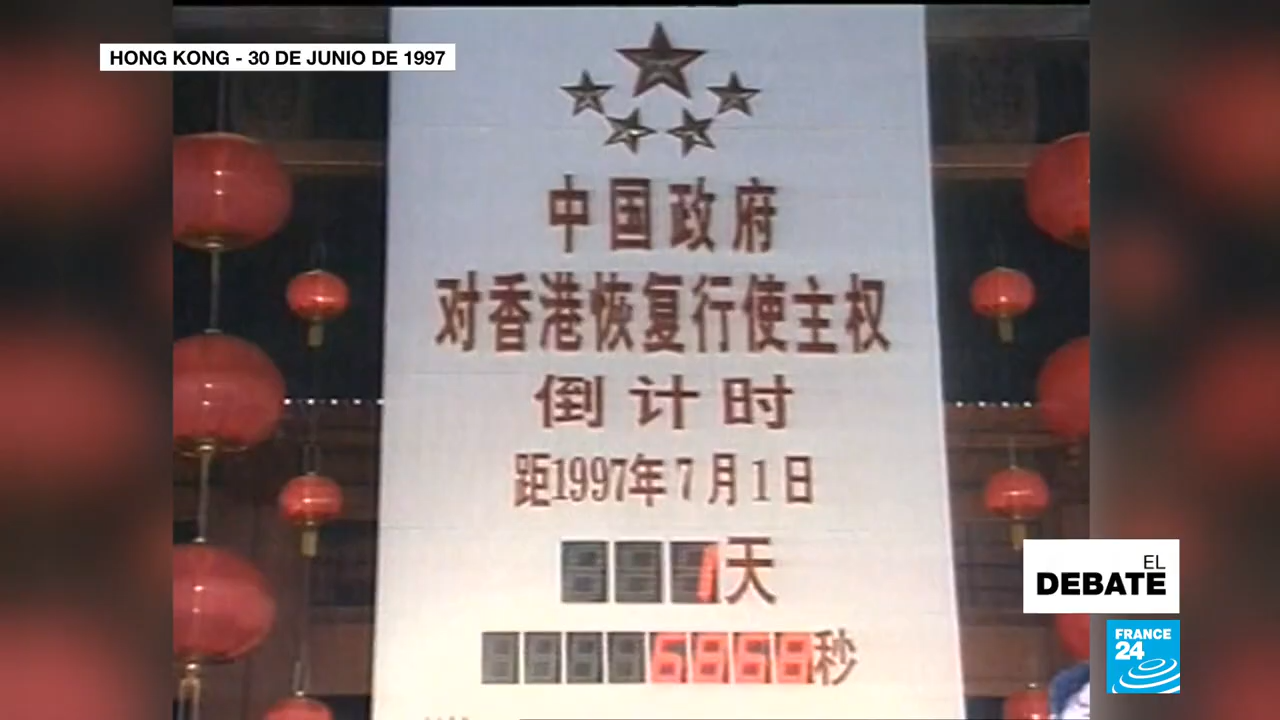 HONG KONG - 30 DE JUNIO DE 1997
中国政府
对香港恢复行使主权
倒计时
距1997年7月1日
1天
秒
EL
DEBATE
FRANCE
24